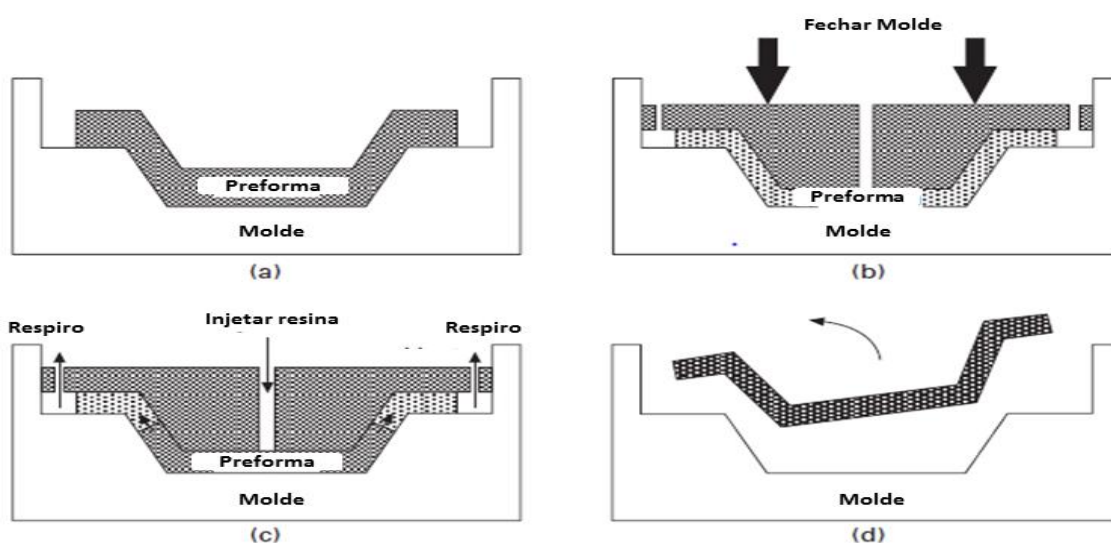 Preforma
Molde
(a)
Fechar Molde
Preforma
Molde
(b)
Respiro
Injetar resina
Respiro
Preforma
Molde
(c)
Molde
(d)